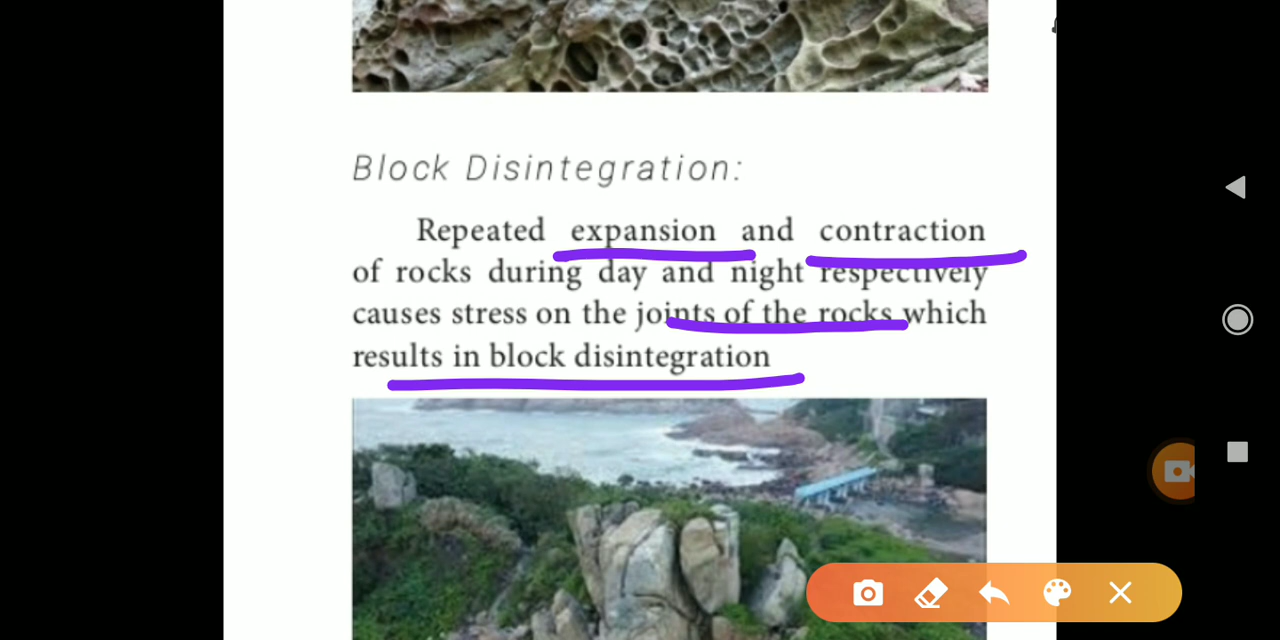 Block Disintegration:
Repeated expansion and contraction
of rocks during day and night respectively
causes stress on the joints of the rocks which
results in block disintegration